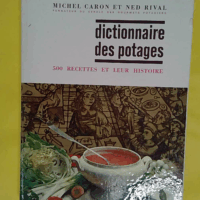 MICHEL CARON ET NED RIVAL
dictionnaire
des potages
500 RECETTES ET LEUR HISTOIRE